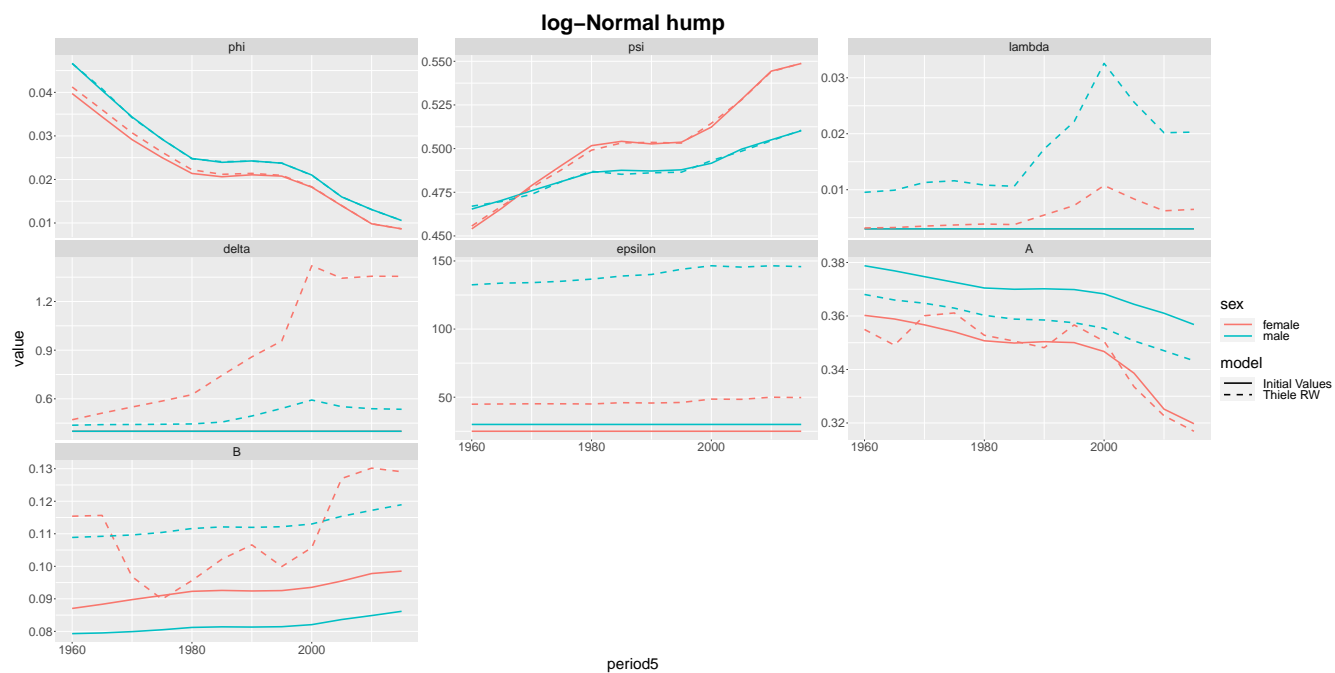 log−Normal hump
phi
psi
lambda
0.04
0.03
0.02
0.01
0.550
0.525
0.500
0.475
0.450
0.03
0.02
0.01
delta
epsilon
A
1.2
0.9
0.6
150
100
50
0.38
0.36
0.34
0.32
1960 1980 2000
1960 1980 2000
B
0.13
0.12
0.11
0.10
0.09
0.08
1960 1980 2000
value
period5
sex
female
male
model
Initial Values
Thiele RW